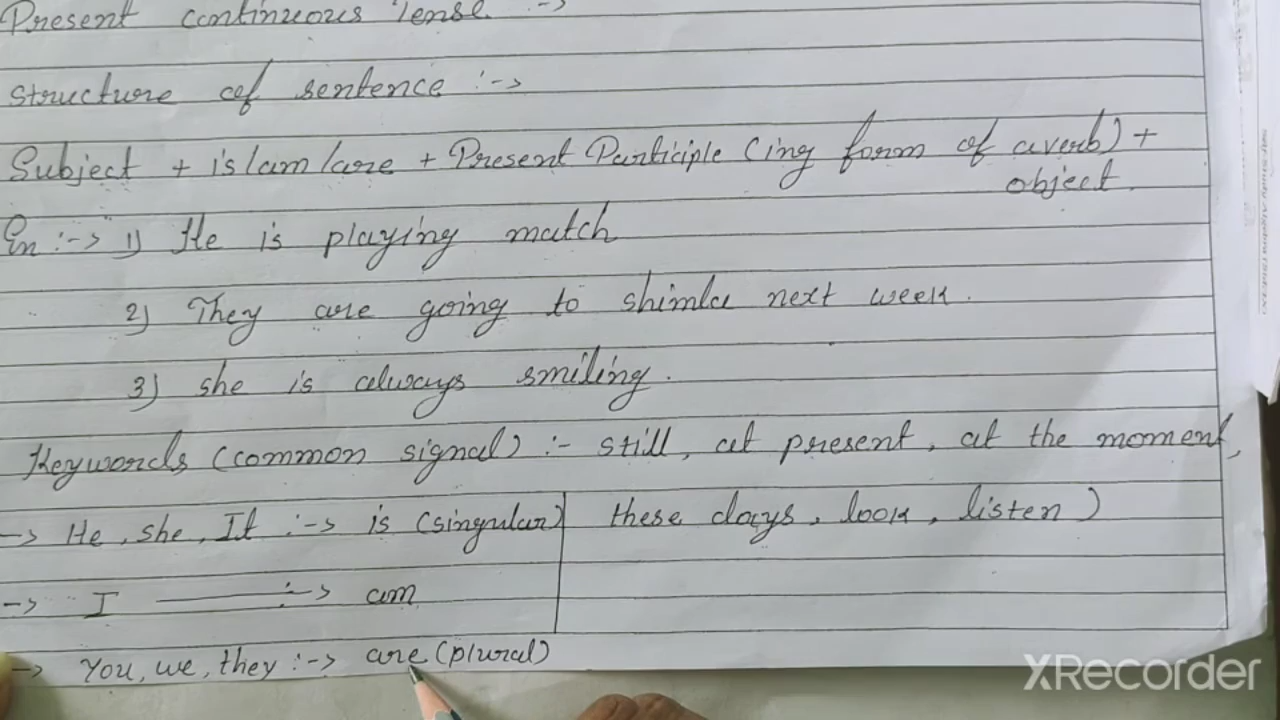 Present continuous Tense :->
structure of sentence :->
Subject + is/am/are + Present Participle (ing form of a verb) +
object.
En :-> 1) He is playing match
2) They are going to shimla next week.
3) she is always smiling.
Keywords (common signal) :- still, at present, at the moment,
these days, look, listen)
-> He, she, It :-> is (singular)
-> I :-> am
-> You, we, they :-> are (plural)
XRecorder